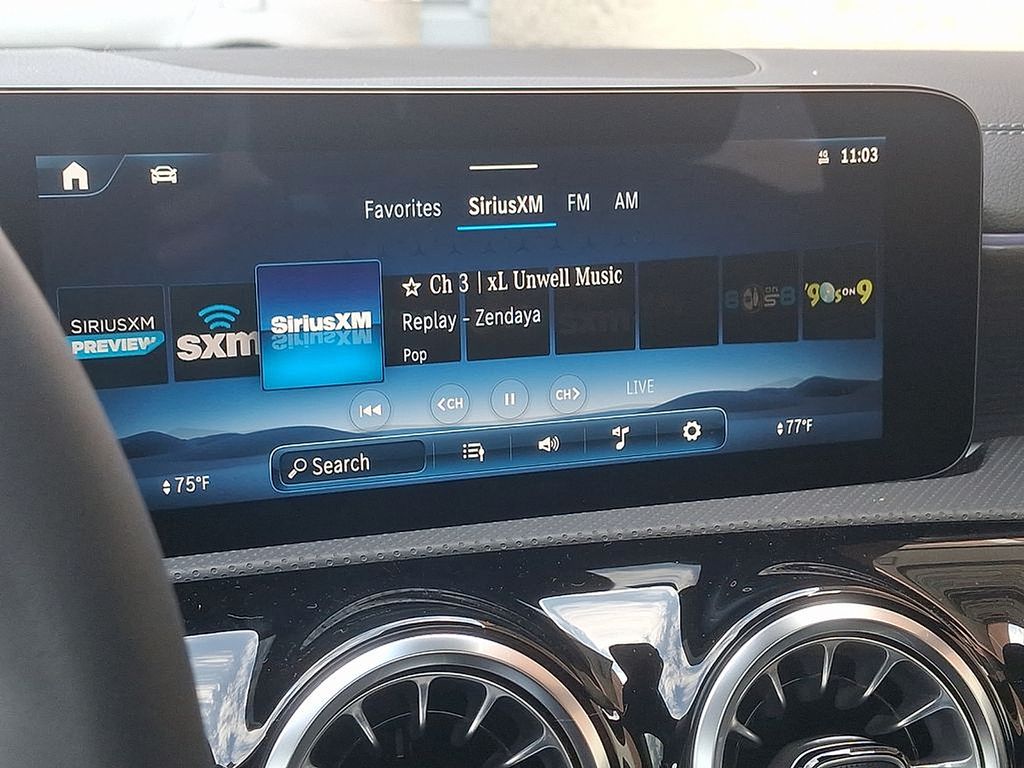 4G 11:03
Favorites SiriusXM FM AM
SIRIUSXM
PREVIEW
sxm
SiriusXM
Ch 3 | xL Unwell Music
Replay - Zendaya
Pop
'90s ON 9
<CH CH> LIVE
Search
75°F
77°F